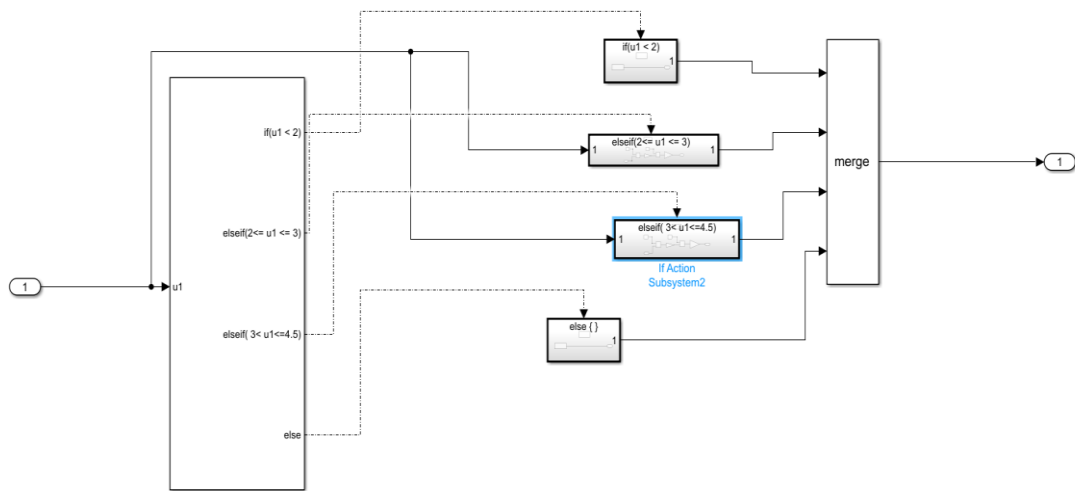 if(u1 < 2)
1
if(u1 < 2)
elseif(2<= u1 <= 3)
1
1
merge
1
elseif(2<= u1 <= 3)
elseif( 3< u1<=4.5)
1
1
If Action
Subsystem2
1
u1
elseif( 3< u1<=4.5)
else { }
1
else